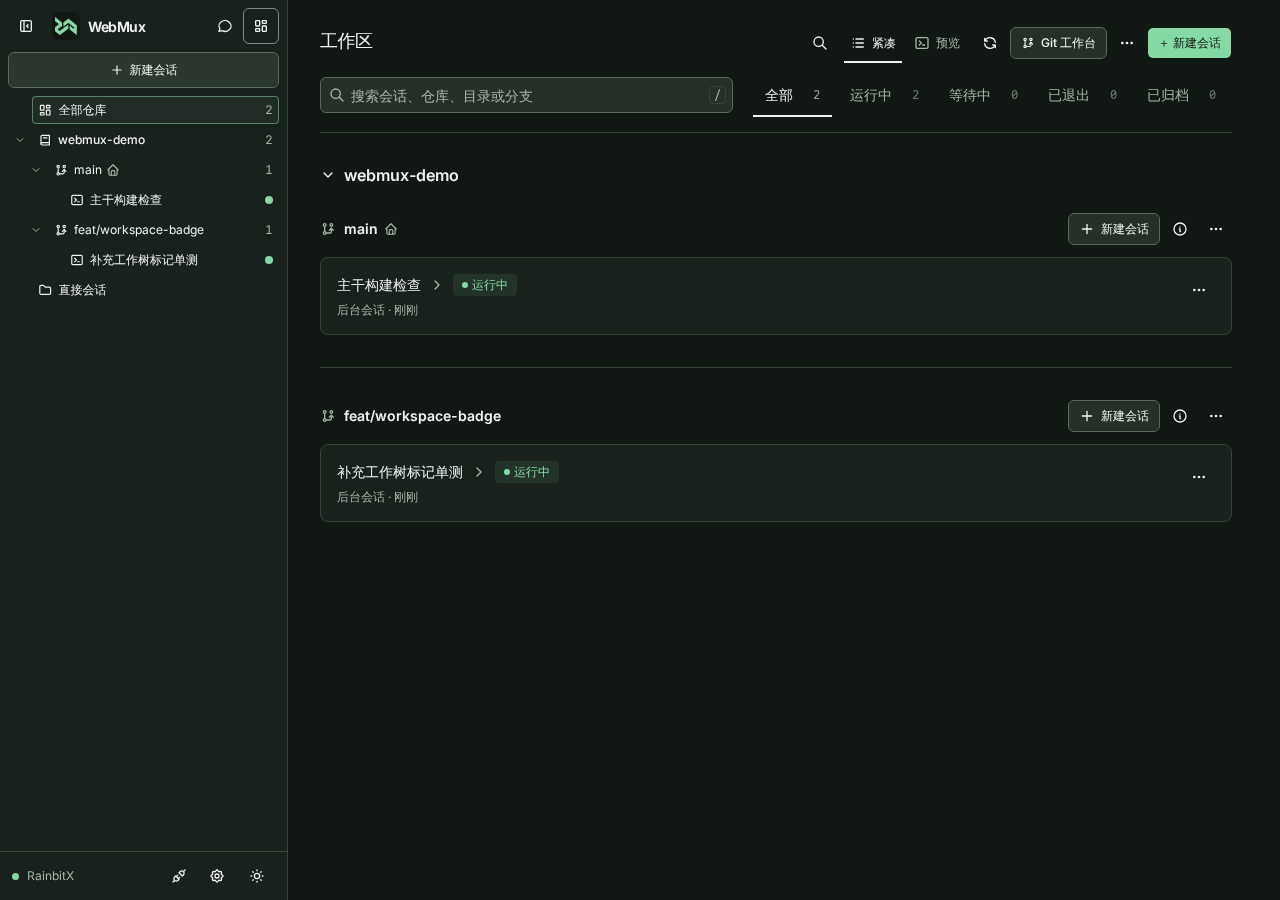 WebMux
新建会话
全部仓库 2
webmux-demo 2
main 1
主干构建检查
feat/workspace-badge 1
补充工作树标记单测
直接会话
RainbitX
工作区
紧凑 预览 Git 工作台 + 新建会话
搜索会话、仓库、目录或分支 /
全部 2 运行中 2 等待中 0 已退出 0 已归档 0
webmux-demo
main 新建会话
主干构建检查 运行中
后台会话 · 刚刚
feat/workspace-badge 新建会话
补充工作树标记单测 运行中
后台会话 · 刚刚